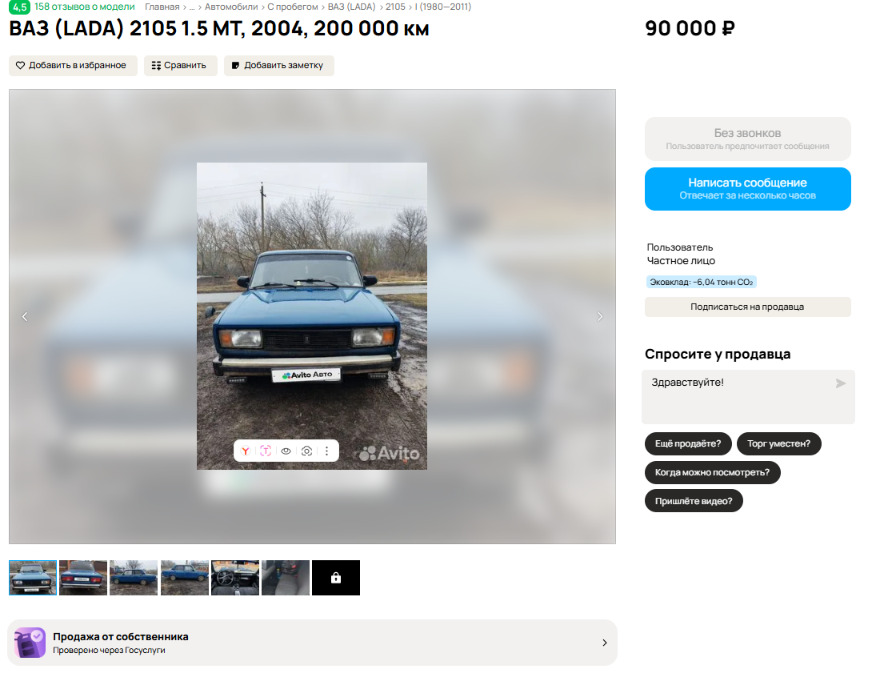 4,5 158 отзывов о модели Главная › ... › Автомобили › С пробегом › ВАЗ (LADA) › 2105 › I (1980—2011)
ВАЗ (LADA) 2105 1.5 MT, 2004, 200 000 км
90 000 ₽
Добавить в избранное
Сравнить
Добавить заметку
Без звонков
Пользователь предпочитает сообщения
Написать сообщение
Отвечает за несколько часов
Пользователь
Частное лицо
Эковклад: −6,04 тонн CO₂
Подписаться на продавца
Спросите у продавца
Здравствуйте!
Ещё продаёте?
Торг уместен?
Когда можно посмотреть?
Пришлёте видео?
Avito Авто
Avito
Продажа от собственника
Проверено через Госуслуги